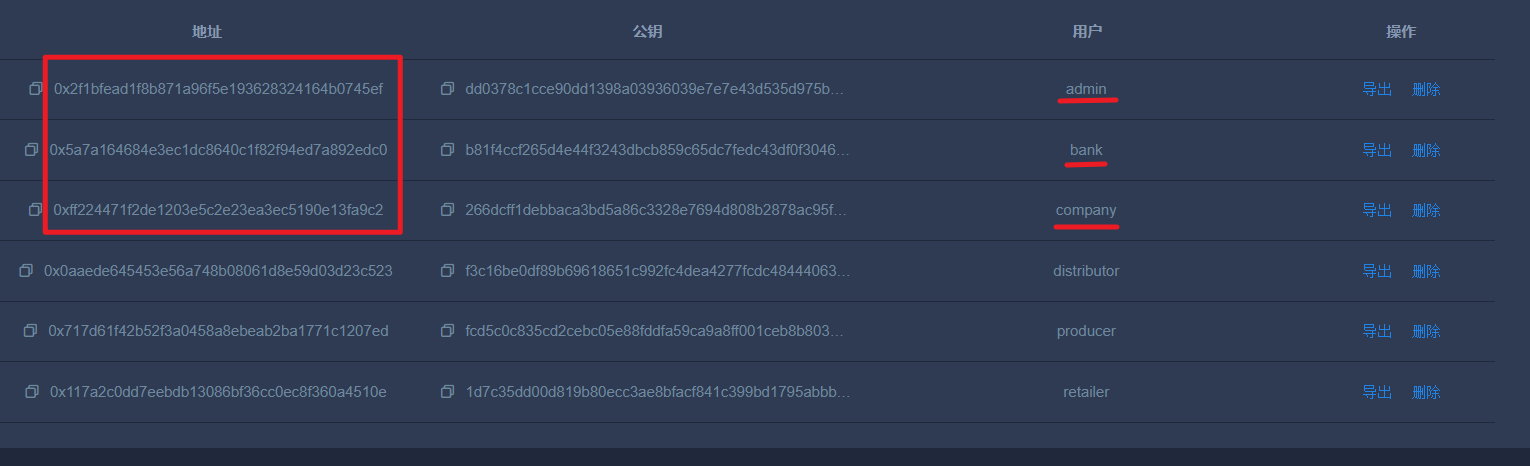 地址 公钥 用户 操作
0x2f1bfead1f8b871a96f5e193628324164b0745ef dd0378c1cce90dd1398a03936039e7e7e43d535d975b... admin 导出 删除
0x5a7a164684e3ec1dc8640c1f82f94ed7a892edc0 b81f4ccf265d4e44f3243dbcb859c65dc7fedc43df0f3046... bank 导出 删除
0xff224471f2de1203e5c2e23ea3ec5190e13fa9c2 266dcff1debbaca3bd5a86c3328e7694d808b2878ac95f... company 导出 删除
0x0aaede645453e56a748b08061d8e59d03d23c523 f3c16be0df89b69618651c992fc4dea4277fcdc48444063... distributor 导出 删除
0x717d61f42b52f3a0458a8ebeab2ba1771c1207ed fcd5c0c835cd2cebc05e88fddfa59ca9a8ff001ceb8b803... producer 导出 删除
0x117a2c0dd7eebdb13086bf36cc0ec8f360a4510e 1d7c35dd00d819b80ecc3ae8bfacf841c399bd1795abbb... retailer 导出 删除